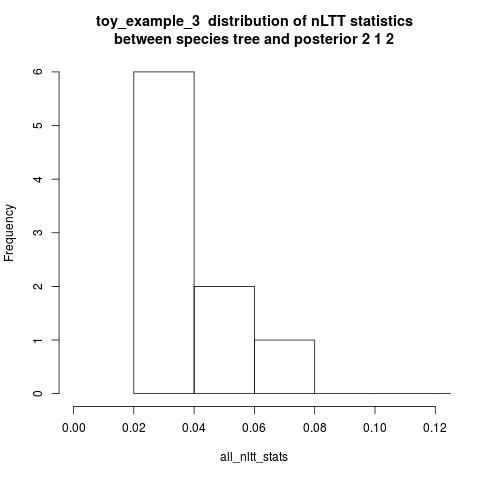 toy_example_3  distribution of nLTT statistics
between species tree and posterior 2 1 2
6
5
4
3
2
1
0
Frequency
0.00 0.02 0.04 0.06 0.08 0.10 0.12
all_nltt_stats